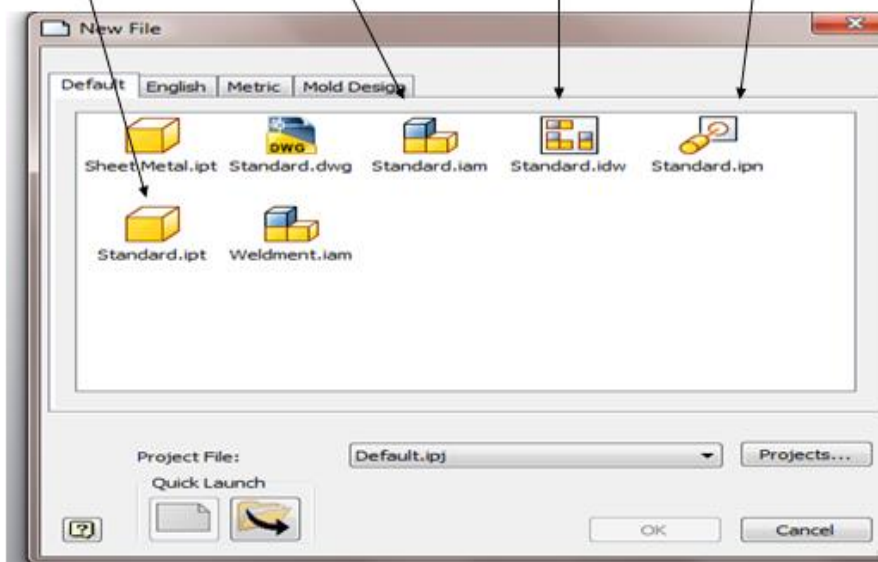 New File
Default English Metric Mold Design
DWG
Sheet Metal.ipt Standard.dwg Standard.iam Standard.idw Standard.ipn
Standard.ipt Weldment.iam
Project File: Default.ipj Projects...
Quick Launch
OK Cancel